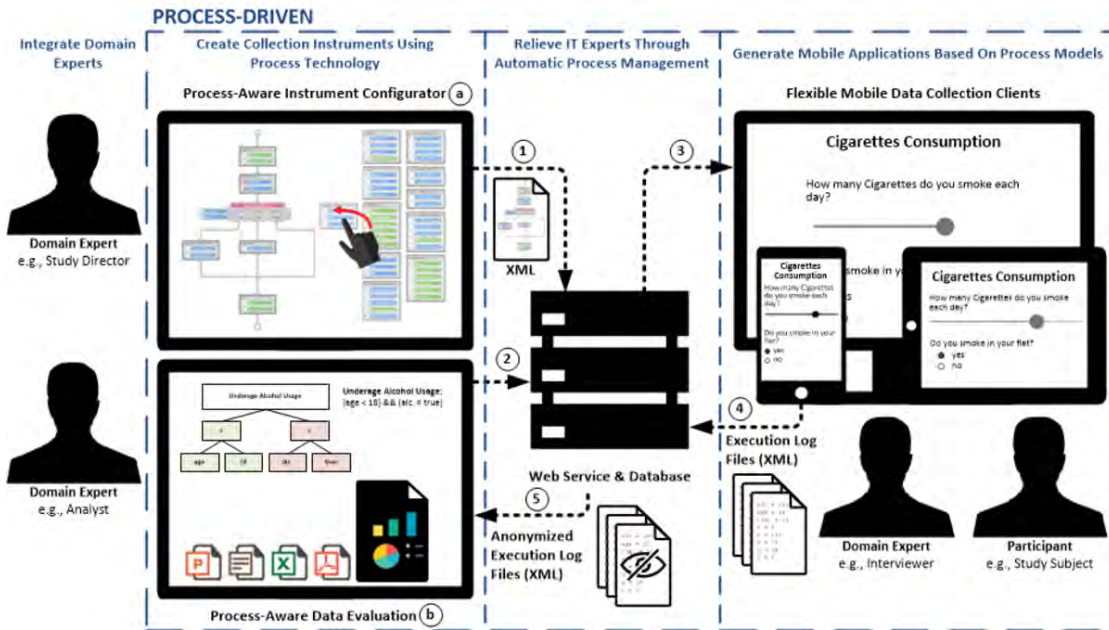 PROCESS-DRIVEN
Integrate Domain
Experts
Create Collection Instruments Using
Process Technology
Relieve IT Experts Through
Automatic Process Management
Generate Mobile Applications Based On Process Models
Process-Aware Instrument Configurator a
Flexible Mobile Data Collection Clients
Domain Expert
e.g., Study Director
1
XML
3
Cigarettes Consumption
How many Cigarettes do you smoke each
day?
smoke in
Cigarettes
Consumption
How many Cigarettes
do you smoke each
day?
Do you smoke in your
flet?
yes
no
Cigarettes Consumption
How many Cigarettes do you smoke
each day?
Do you smoke in your flet?
yes
no
2
Domain Expert
e.g., Analyst
Underage Alcohol Usage
Underage Alcohol Usage:
(age < 18) && (alc. = true)
age
18
P
X
Web Service & Database
4
Execution Log
Files (XML)
5
Anonymized
Execution Log
Files (XML)
Domain Expert
e.g., Interviewer
Participant
e.g., Study Subject
Process-Aware Data Evaluation b